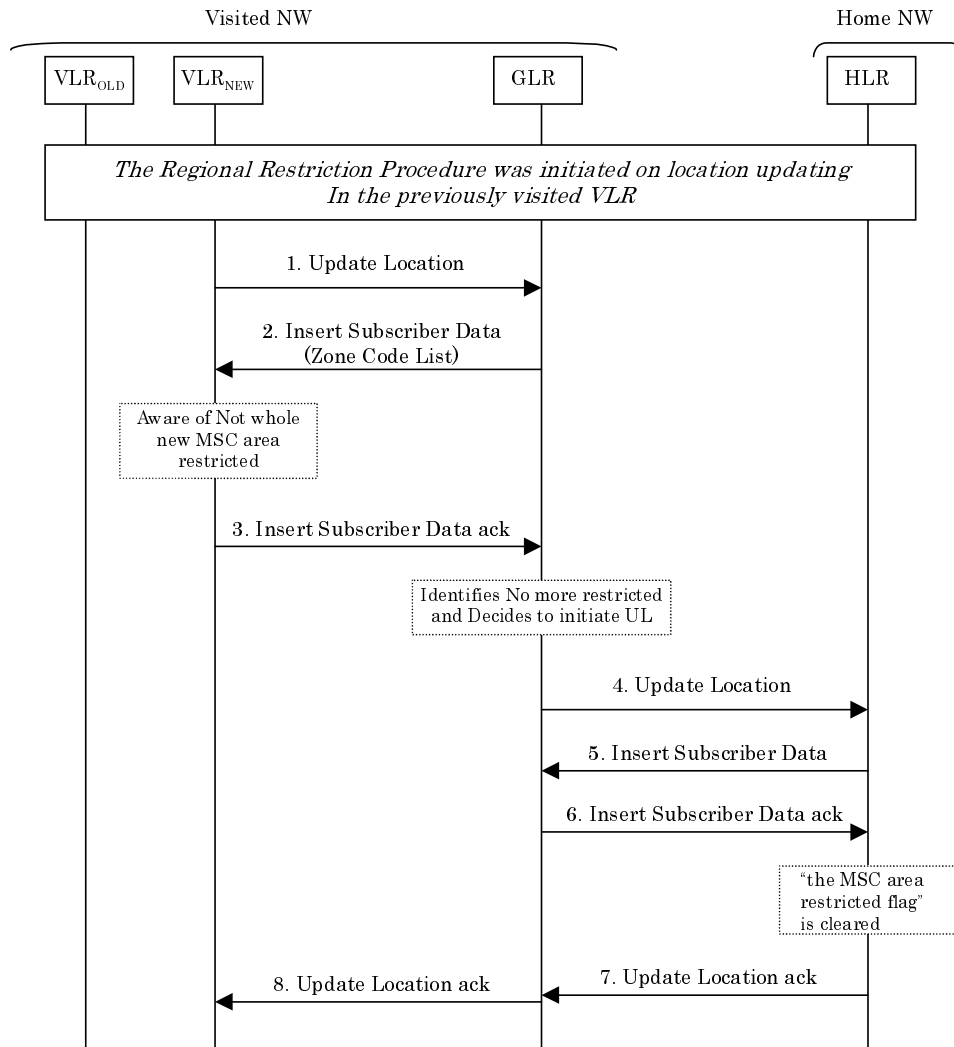 Visited NW
Home NW
VLR_OLD
VLR_NEW
GLR
HLR
The Regional Restriction Procedure was initiated on location updating
In the previously visited VLR
1. Update Location
2. Insert Subscriber Data
(Zone Code List)
Aware of Not whole
new MSC area
restricted
3. Insert Subscriber Data ack
Identifies No more restricted
and Decides to initiate UL
4. Update Location
5. Insert Subscriber Data
6. Insert Subscriber Data ack
“the MSC area
restricted flag”
is cleared
7. Update Location ack
8. Update Location ack